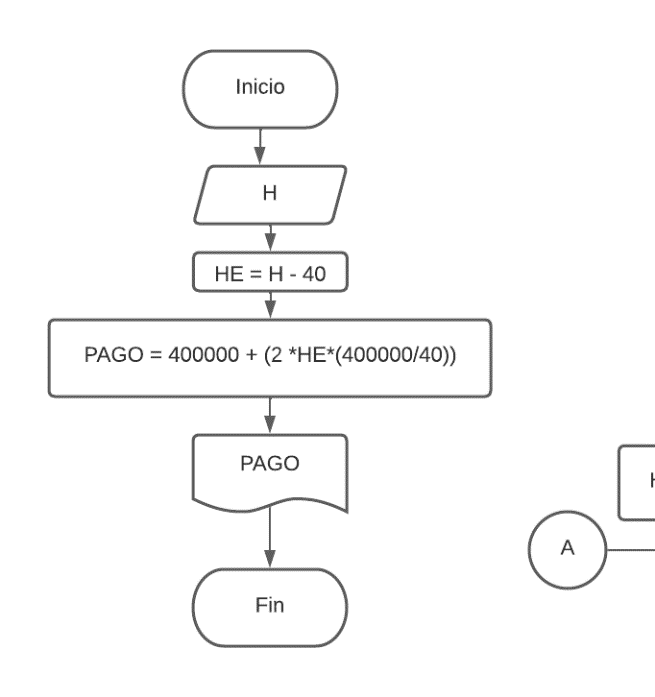 Inicio
H
HE = H - 40
PAGO = 400000 + (2 *HE*(400000/40))
PAGO
Fin
A